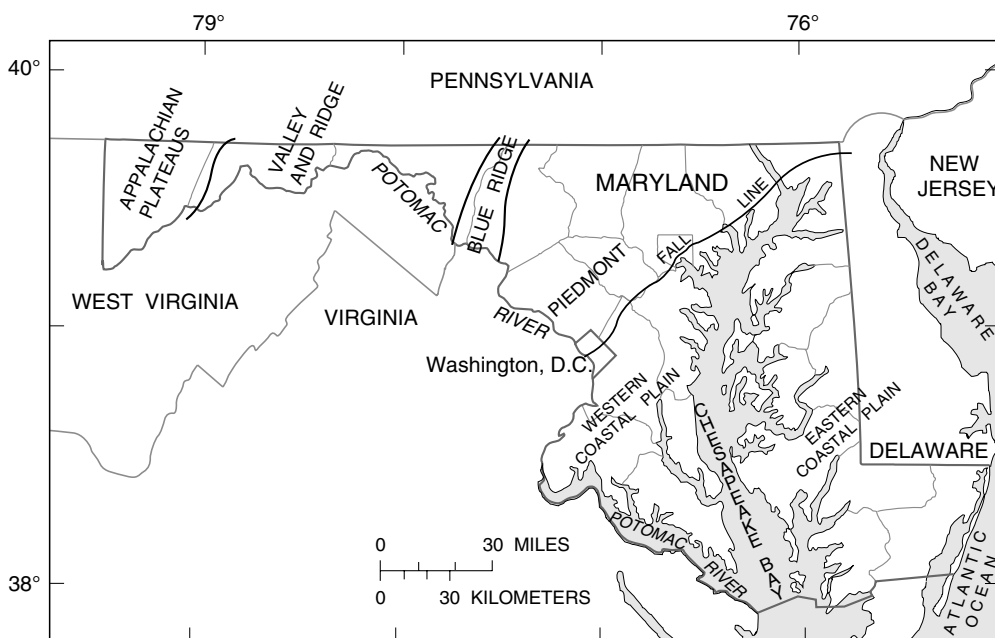 79°
76°
40°
PENNSYLVANIA
APPALACHIAN
PLATEAUS
VALLEY
AND RIDGE
POTOMAC
BLUE RIDGE
MARYLAND
LINE
FALL
NEW
JERSEY
PIEDMONT
DELAWARE
BAY
WEST VIRGINIA
VIRGINIA
RIVER
Washington, D.C.
WESTERN
COASTAL PLAIN
CHESAPEAKE BAY
EASTERN
COASTAL PLAIN
DELAWARE
POTOMAC
RIVER
0 30 MILES
0 30 KILOMETERS
38°
ATLANTIC
OCEAN